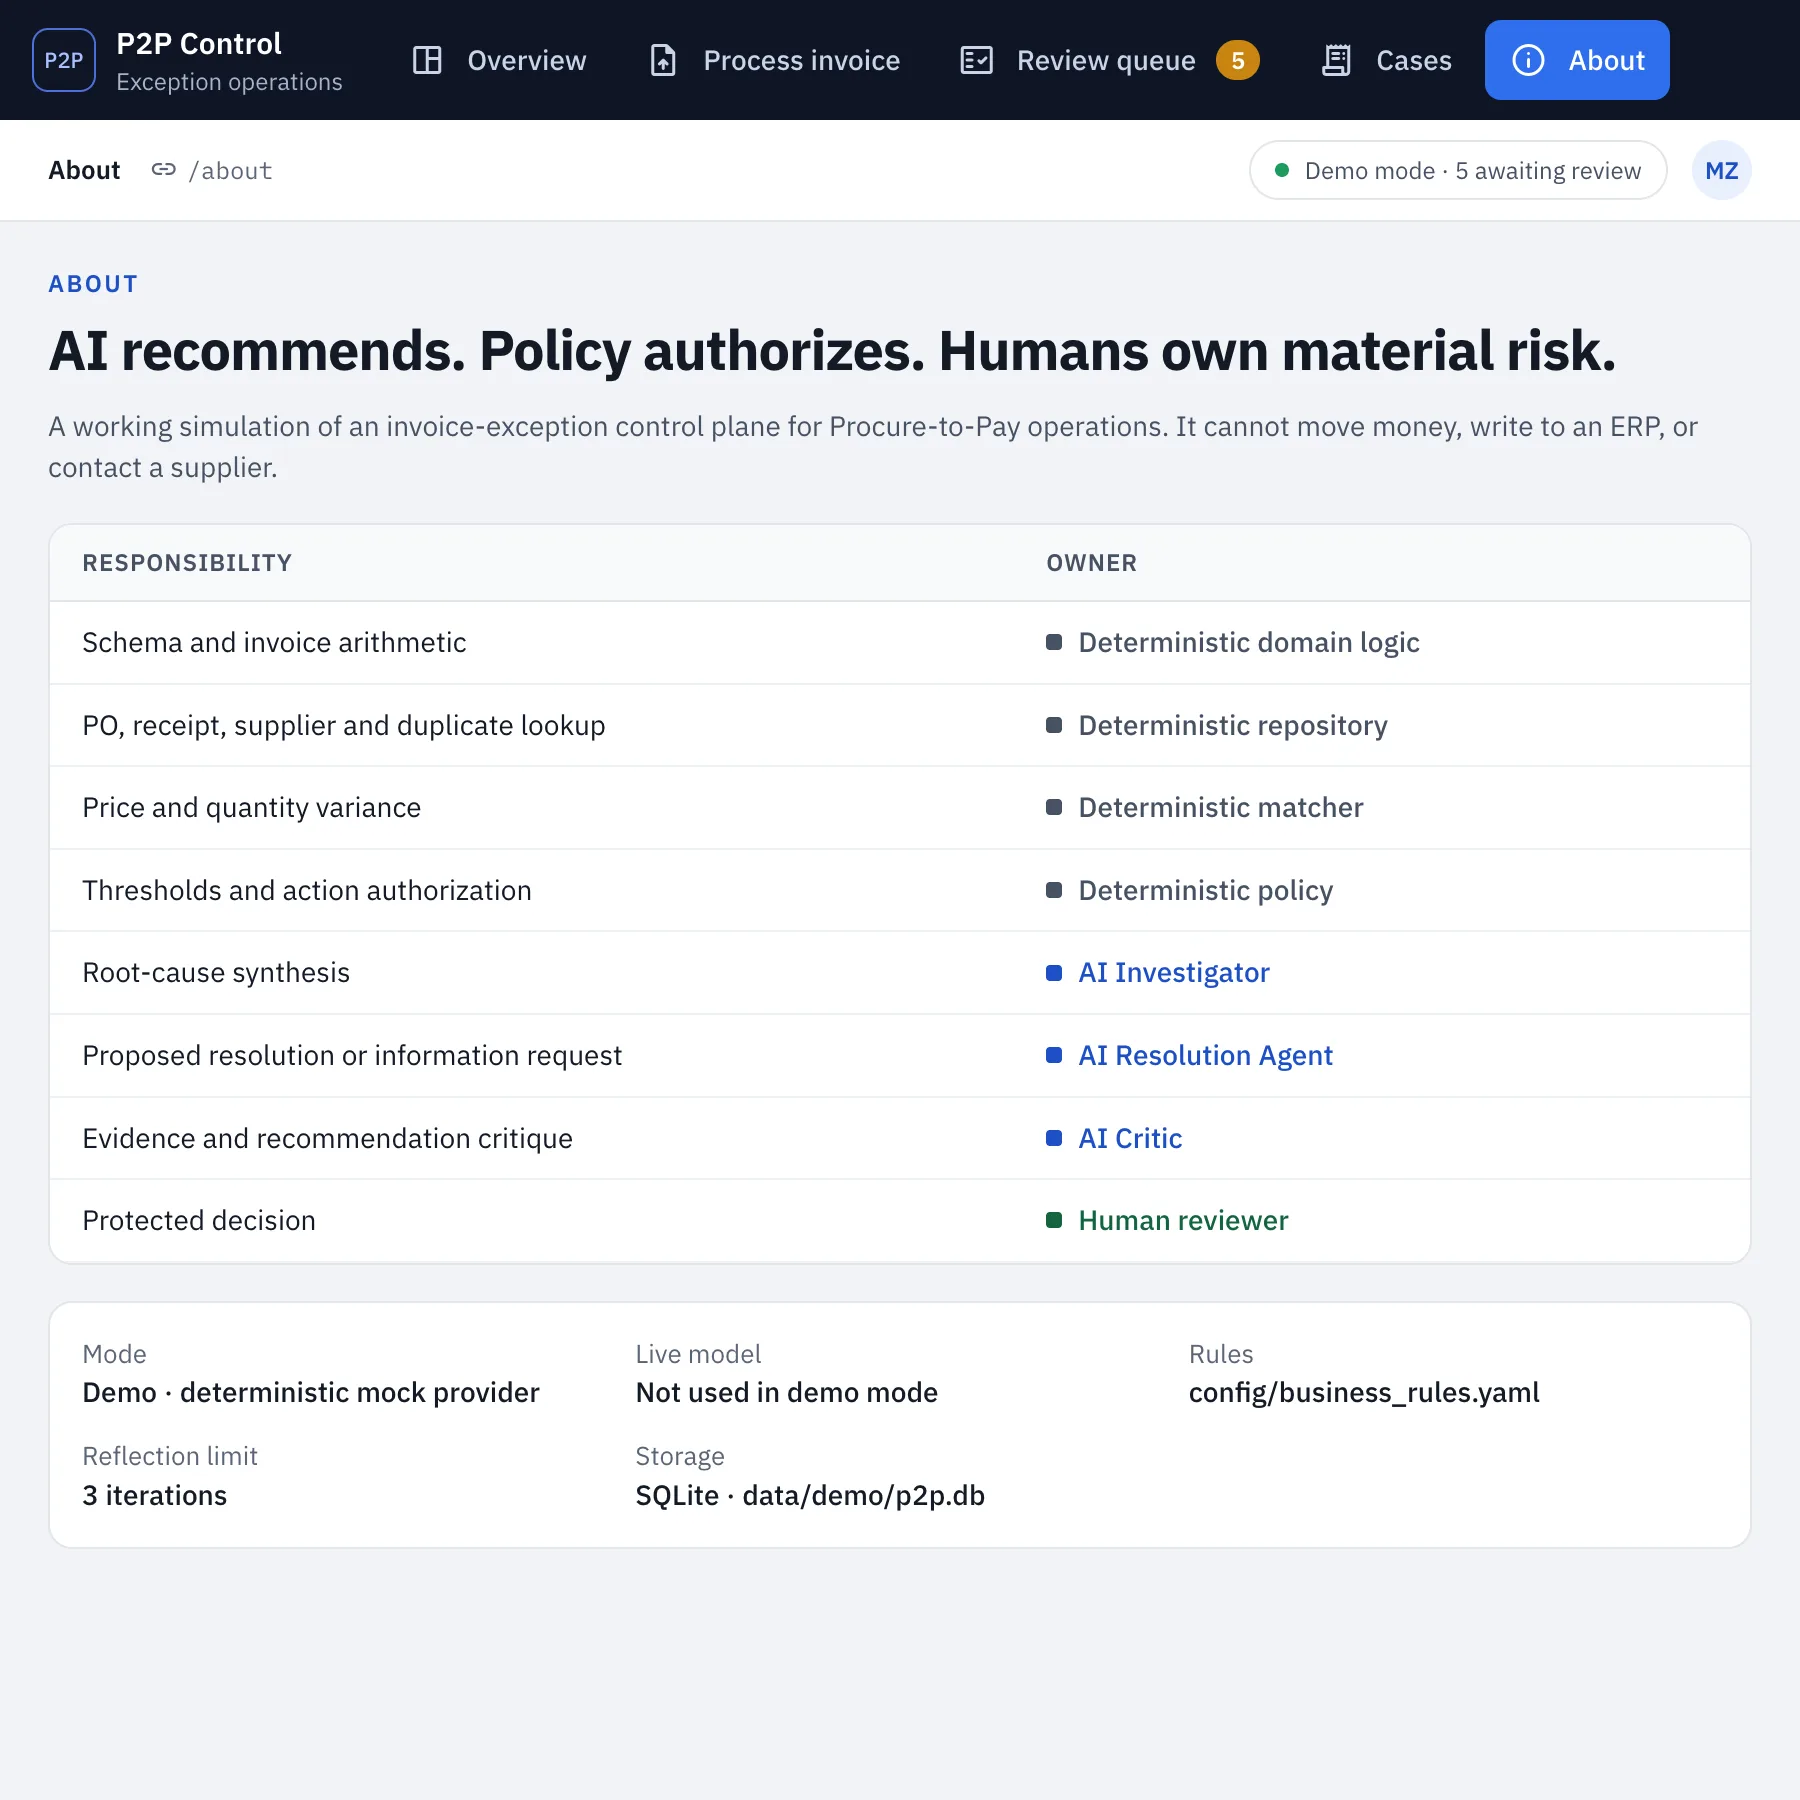 P2P
P2P Control
Exception operations
Overview
Process invoice
Review queue 5
Cases
About
About /about
Demo mode · 5 awaiting review
MZ
ABOUT
AI recommends. Policy authorizes. Humans own material risk.
A working simulation of an invoice-exception control plane for Procure-to-Pay operations. It cannot move money, write to an ERP, or
contact a supplier.
RESPONSIBILITY OWNER
Schema and invoice arithmetic Deterministic domain logic
PO, receipt, supplier and duplicate lookup Deterministic repository
Price and quantity variance Deterministic matcher
Thresholds and action authorization Deterministic policy
Root-cause synthesis AI Investigator
Proposed resolution or information request AI Resolution Agent
Evidence and recommendation critique AI Critic
Protected decision Human reviewer
Mode
Demo · deterministic mock provider
Live model
Not used in demo mode
Rules
config/business_rules.yaml
Reflection limit
3 iterations
Storage
SQLite · data/demo/p2p.db